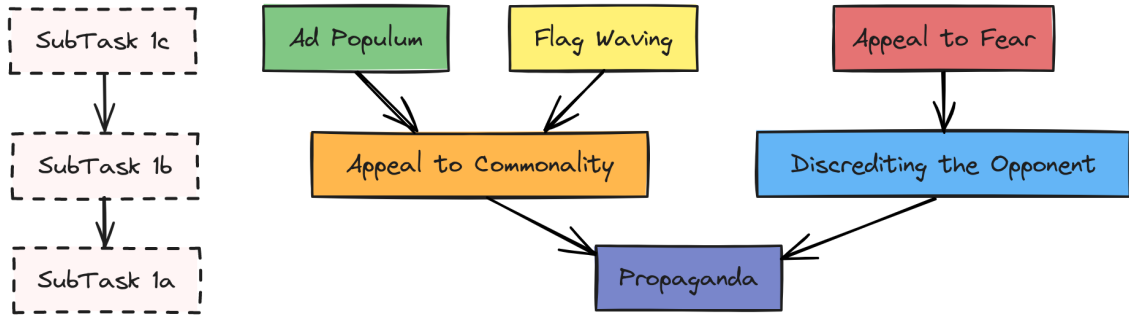 SubTask 1c
Ad Populum
Flag Waving
Appeal to Fear
SubTask 1b
Appeal to Commonality
Discrediting the Opponent
SubTask 1a
Propaganda